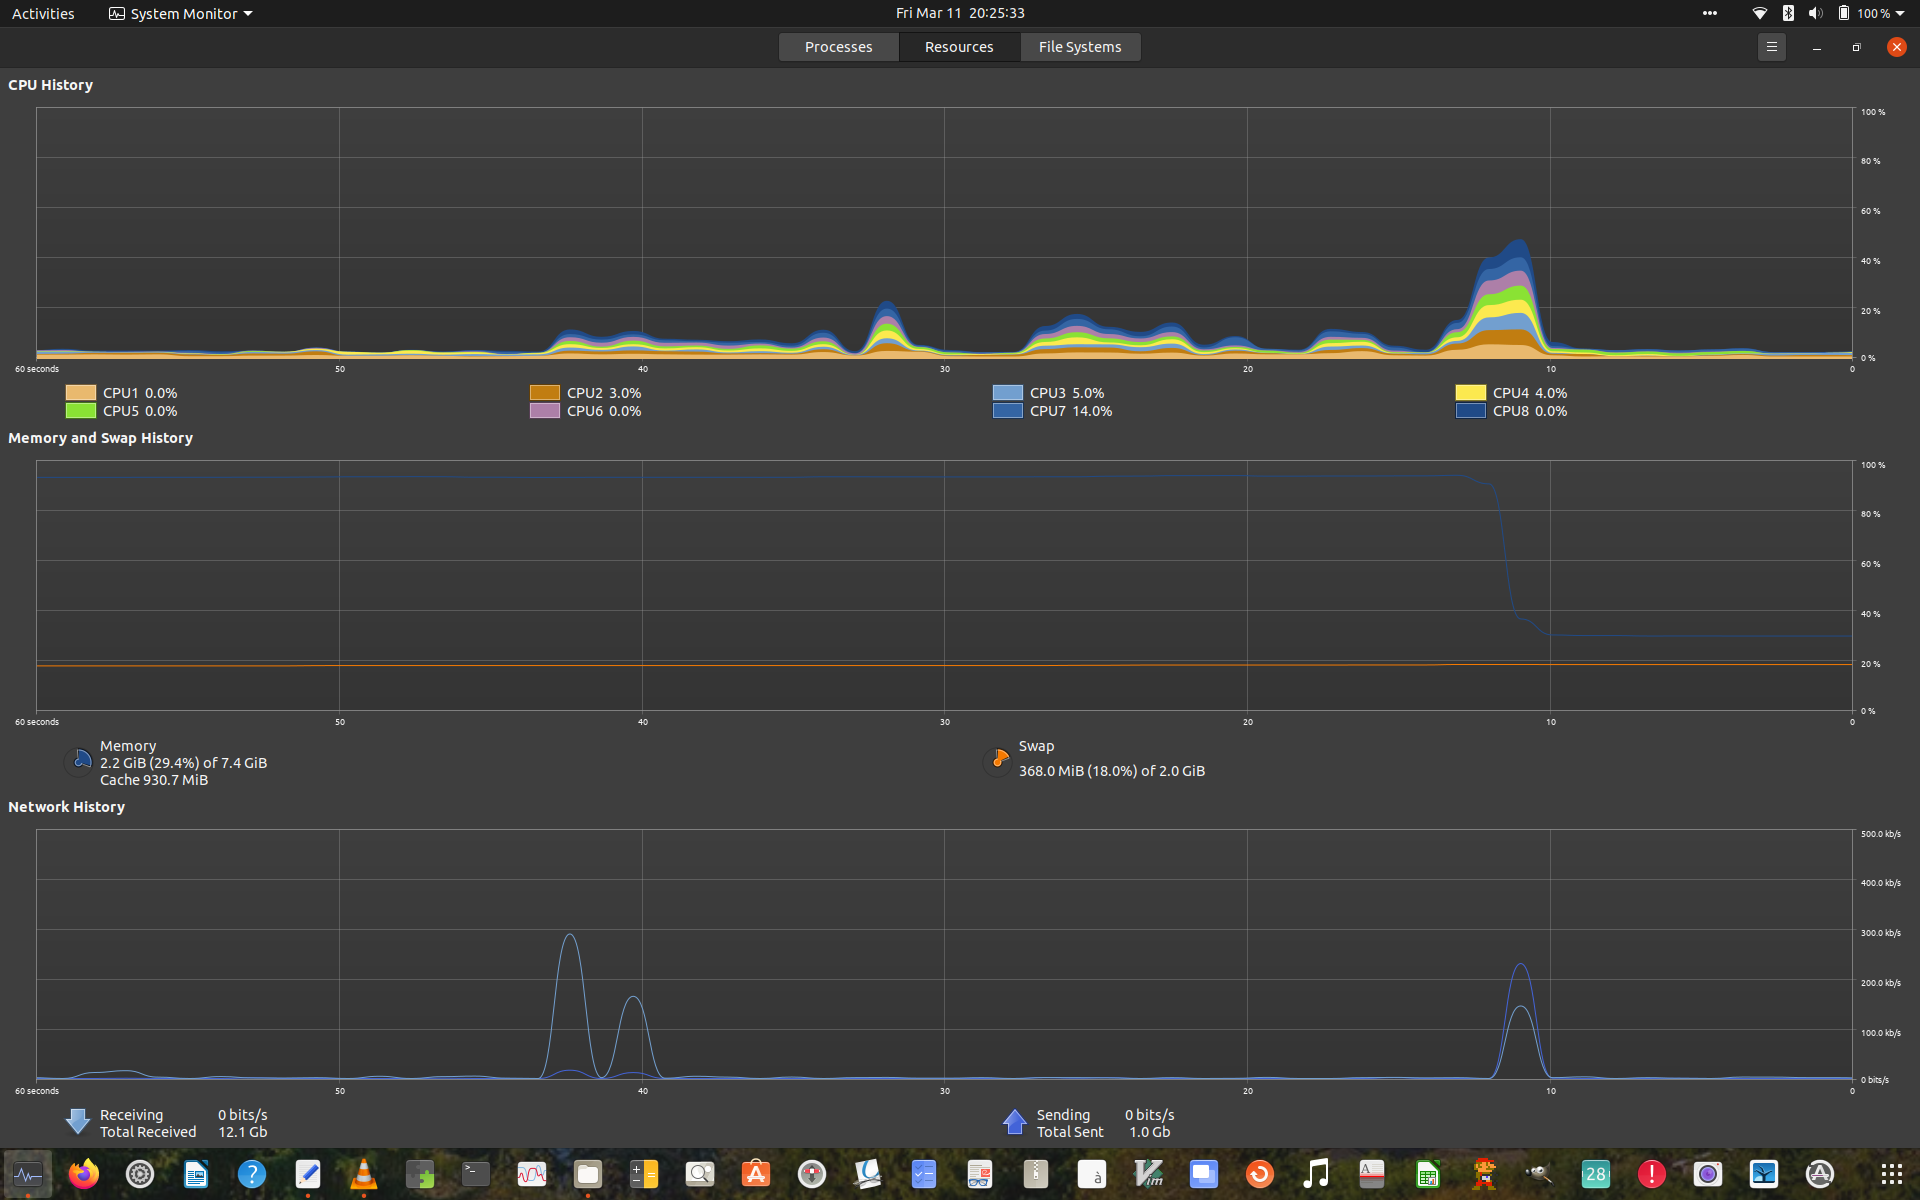 Activities System Monitor Fri Mar 11 20:25:33 100 %
Processes Resources File Systems
CPU History
100 %
80 %
60 %
40 %
20 %
0 %
60 seconds 50 40 30 20 10 0
CPU1 0.0% CPU2 3.0% CPU3 5.0% CPU4 4.0%
CPU5 0.0% CPU6 0.0% CPU7 14.0% CPU8 0.0%
Memory and Swap History
100 %
80 %
60 %
40 %
20 %
0 %
60 seconds 50 40 30 20 10 0
Memory
2.2 GiB (29.4%) of 7.4 GiB
Cache 930.7 MiB
Swap
368.0 MiB (18.0%) of 2.0 GiB
Network History
500.0 kb/s
400.0 kb/s
300.0 kb/s
200.0 kb/s
100.0 kb/s
0 bits/s
60 seconds 50 40 30 20 10 0
Receiving 0 bits/s
Total Received 12.1 Gb
Sending 0 bits/s
Total Sent 1.0 Gb
? >_ à Vim A 28 !